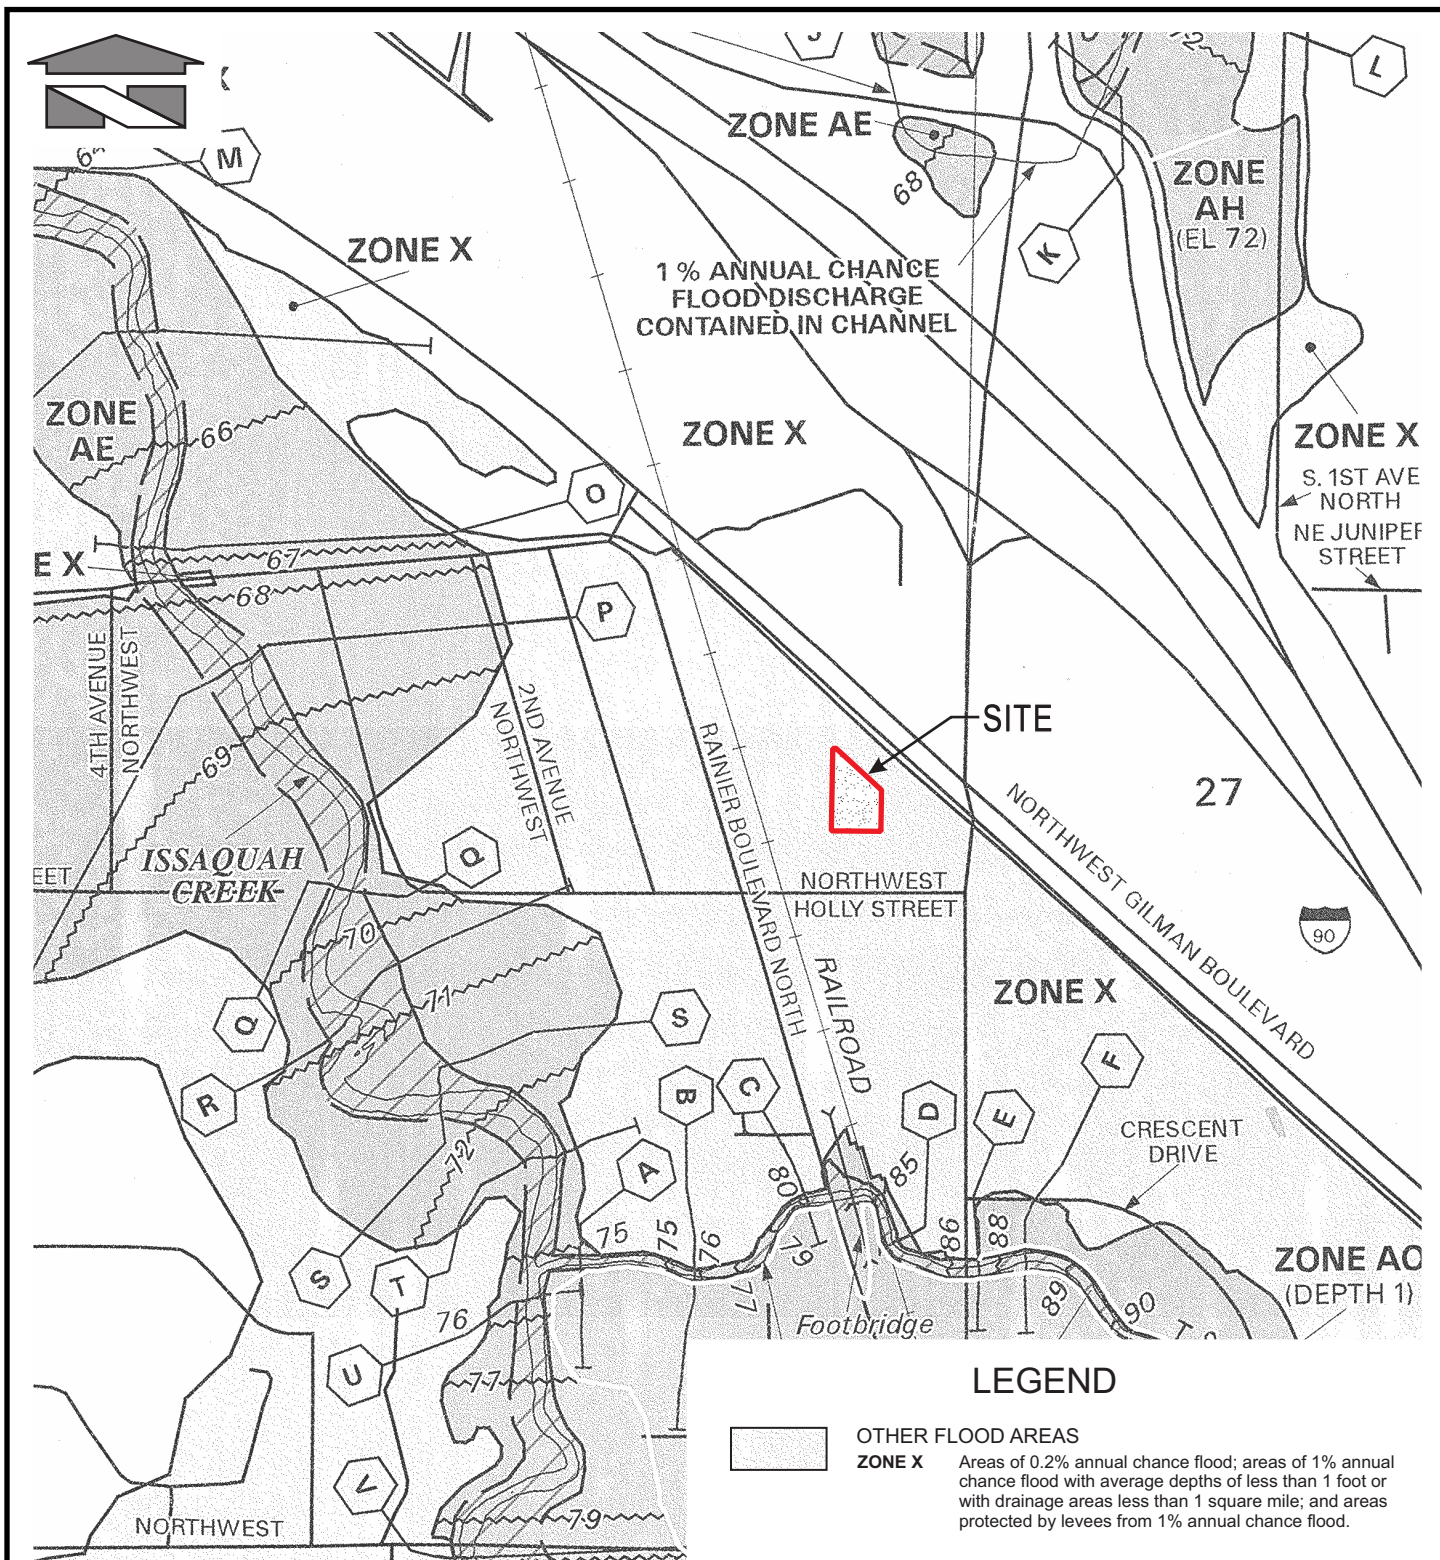 J
L
72
ZONE AE
M
68
ZONE
AH
(EL 72)
K
ZONE X
1 % ANNUAL CHANCE
FLOOD DISCHARGE
CONTAINED IN CHANNEL
ZONE
AE
66
ZONE X
ZONE X
S. 1ST AVE
NORTH
NE JUNIPER
STREET
O
67
E X
68
P
4TH AVENUE
NORTHWEST
69
2ND AVENUE
NORTHWEST
RAINIER BOULEVARD NORTH
SITE
27
NORTHWEST GILMAN BOULEVARD
ISSAQUAH
CREEK
EET
Q
NORTHWEST
HOLLY STREET
90
70
71
RAILROAD
ZONE X
Q
S
R
B
C
D
E
F
72
A
CRESCENT
DRIVE
80
85
75
75
76
79
86
88
77
89
90
ZONE AO
(DEPTH 1)
S
T
76
U
Footbridge
77
V
79
NORTHWEST
LEGEND
OTHER FLOOD AREAS
ZONE X Areas of 0.2% annual chance flood; areas of 1% annual
chance flood with average depths of less than 1 foot or
with drainage areas less than 1 square mile; and areas
protected by levees from 1% annual chance flood.